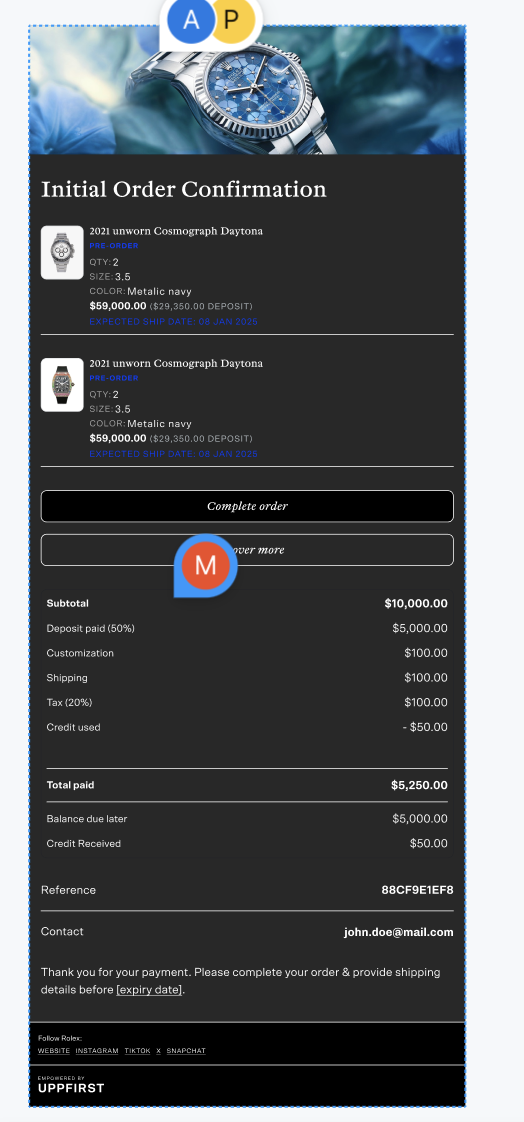 A P
Initial Order Confirmation
2021 unworn Cosmograph Daytona
PRE-ORDER
QTY: 2
SIZE: 3.5
COLOR: Metalic navy
$59,000.00 ($29,350.00 DEPOSIT)
EXPECTED SHIP DATE: 08 JAN 2025
2021 unworn Cosmograph Daytona
PRE-ORDER
QTY: 2
SIZE: 3.5
COLOR: Metalic navy
$59,000.00 ($29,350.00 DEPOSIT)
EXPECTED SHIP DATE: 08 JAN 2025
Complete order
over more
M
Subtotal $10,000.00
Deposit paid (50%) $5,000.00
Customization $100.00
Shipping $100.00
Tax (20%) $100.00
Credit used - $50.00
Total paid $5,250.00
Balance due later $5,000.00
Credit Received $50.00
Reference 88CF9E1EF8
Contact john.doe@mail.com
Thank you for your payment. Please complete your order & provide shipping
details before [expiry date].
Follow Rolex:
WEBSITE INSTAGRAM TIKTOK X SNAPCHAT
EMPOWERED BY
UPPFIRST